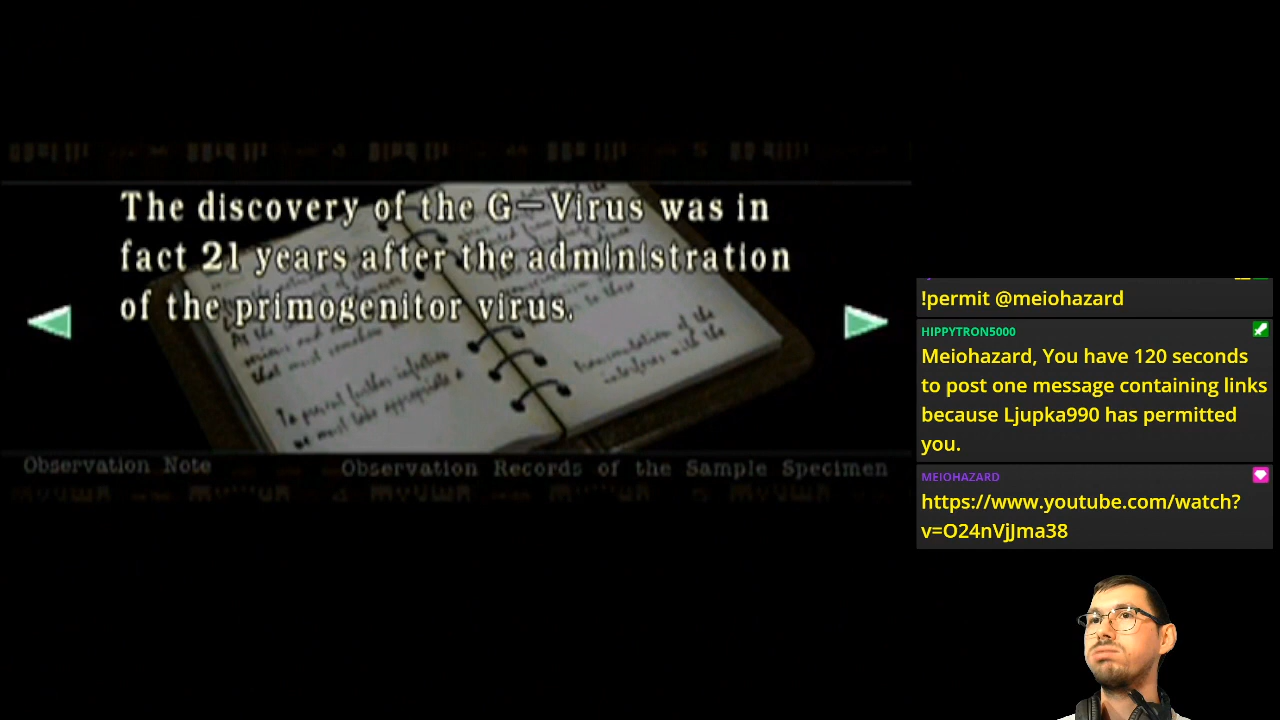 The discovery of the G-Virus was in
fact 21 years after the administration
of the primogenitor virus.
Observation Note
Observation Records of the Sample Specimen
!permit @meiohazard
HIPPYTRON5000
Meiohazard, You have 120 seconds
to post one message containing links
because Ljupka990 has permitted
you.
MEIOHAZARD
https://www.youtube.com/watch?
v=O24nVjJma38